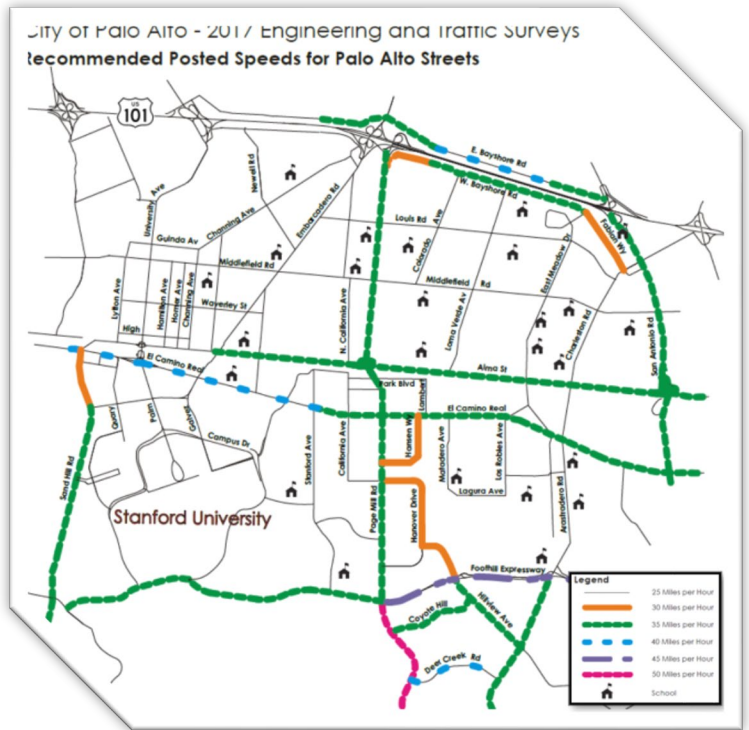 City of Palo Alto - 2017 Engineering and Traffic Surveys
Recommended Posted Speeds for Palo Alto Streets
US
101
E. Bayshore Rd
W. Bayshore Rd
Newell Rd
University Ave
Channing Ave
Embarcadero Rd
Louis Rd
Colorado Ave
Fabian Wy
Guinda Av
East Meadow Dr
Middlefield Rd
Middlefield Rd
Lytton Ave
Hamilton Ave
Homer Ave
Channing Ave
Waverley St
N. California Ave
Loma Verde Av
Charleston Rd
San Antonio Rd
High
El Camino Real
Alma St
Park Blvd
Lambert
El Camino Real
Quarry
Palm
Galvez
Campus Dr
Stanford Ave
California Ave
Hansen Wy
Matadero Ave
Los Robles Ave
Sand Hill Rd
Page Mill Rd
Laguna Ave
Arastradero Rd
Hanover Drive
Stanford University
Foothill Expressway
Coyote Hill
Hillview Ave
Deer Creek Rd
Legend
25 Miles per Hour
30 Miles per Hour
35 Miles per Hour
40 Miles per Hour
45 Miles per Hour
50 Miles per Hour
School